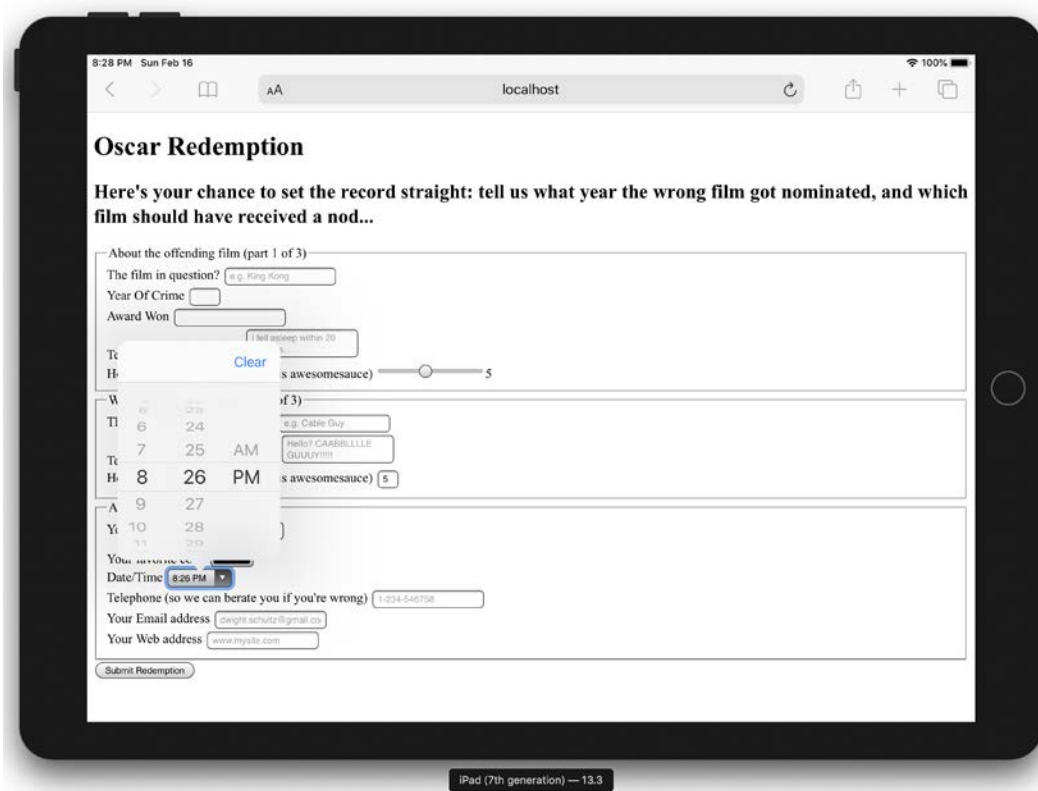 8:28 PM Sun Feb 16
100%
AA
localhost
Oscar Redemption
Here's your chance to set the record straight: tell us what year the wrong film got nominated, and which
film should have received a nod...
About the offending film (part 1 of 3)
The film in question? e.g. King Kong
Year Of Crime
Award Won
I fell asleep within 20
Te
Clear
s awesomesauce) 5
W of 3)
e.g. Cable Guy
6 24
7 25 AM
Hello? CAABBLLLLE
GUUUY!!!!!
Te
8 26 PM
s awesomesauce) 5
9 27
10 28
11 29
Your
Date/Time 8:26 PM
Telephone (so we can berate you if you're wrong) 1-234-546758
Your Email address dwight.schultz@gmail.co
Your Web address www.mysite.com
Submit Redemption
iPad (7th generation) — 13.3